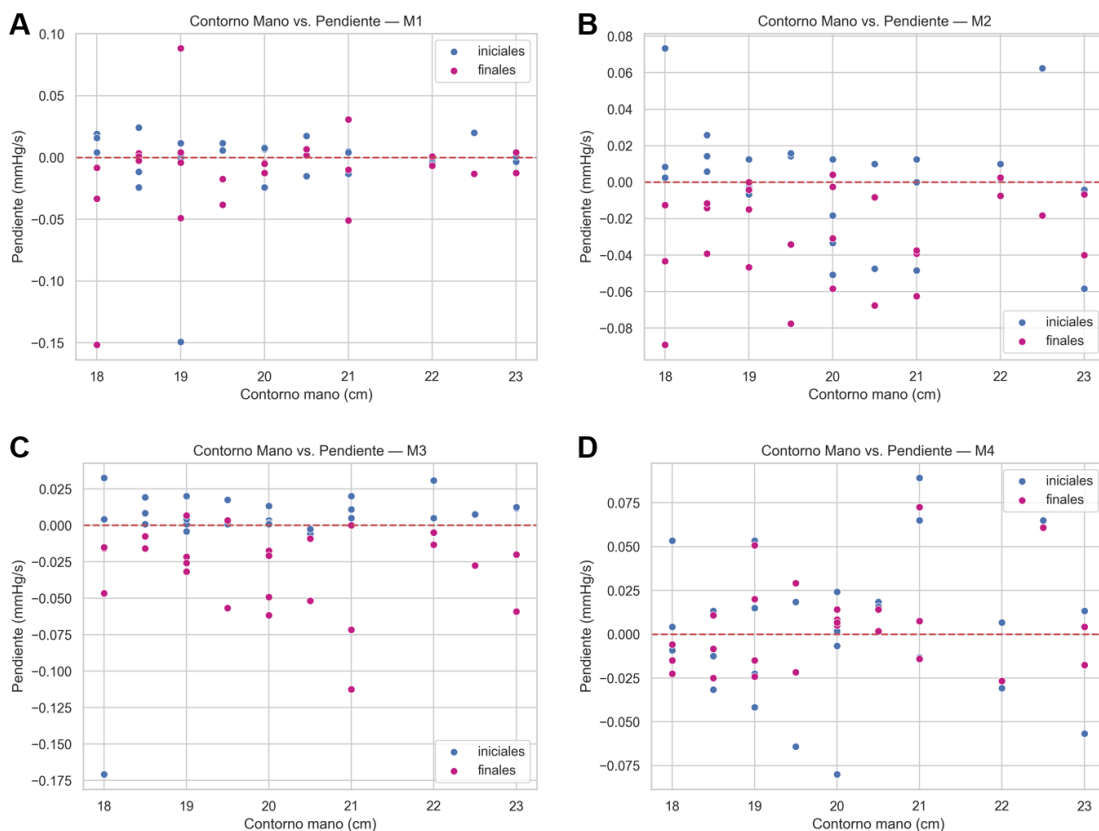 A
Contorno Mano vs. Pendiente — M1
0.10
0.05
0.00
−0.05
−0.10
−0.15
Pendiente (mmHg/s)
iniciales
finales
18 19 20 21 22 23
Contorno mano (cm)
B
Contorno Mano vs. Pendiente — M2
0.08
0.06
0.04
0.02
0.00
−0.02
−0.04
−0.06
−0.08
Pendiente (mmHg/s)
iniciales
finales
18 19 20 21 22 23
Contorno mano (cm)
C
Contorno Mano vs. Pendiente — M3
0.025
0.000
−0.025
−0.050
−0.075
−0.100
−0.125
−0.150
−0.175
Pendiente (mmHg/s)
iniciales
finales
18 19 20 21 22 23
Contorno mano (cm)
D
Contorno Mano vs. Pendiente — M4
0.075
0.050
0.025
0.000
−0.025
−0.050
−0.075
Pendiente (mmHg/s)
iniciales
finales
18 19 20 21 22 23
Contorno mano (cm)